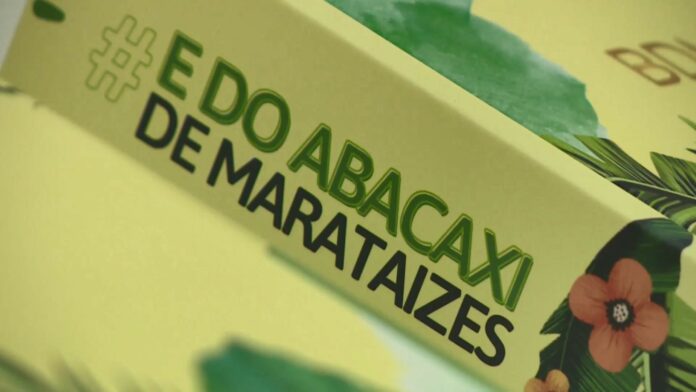 #E DO ABACAXI
DE MARATAIZES